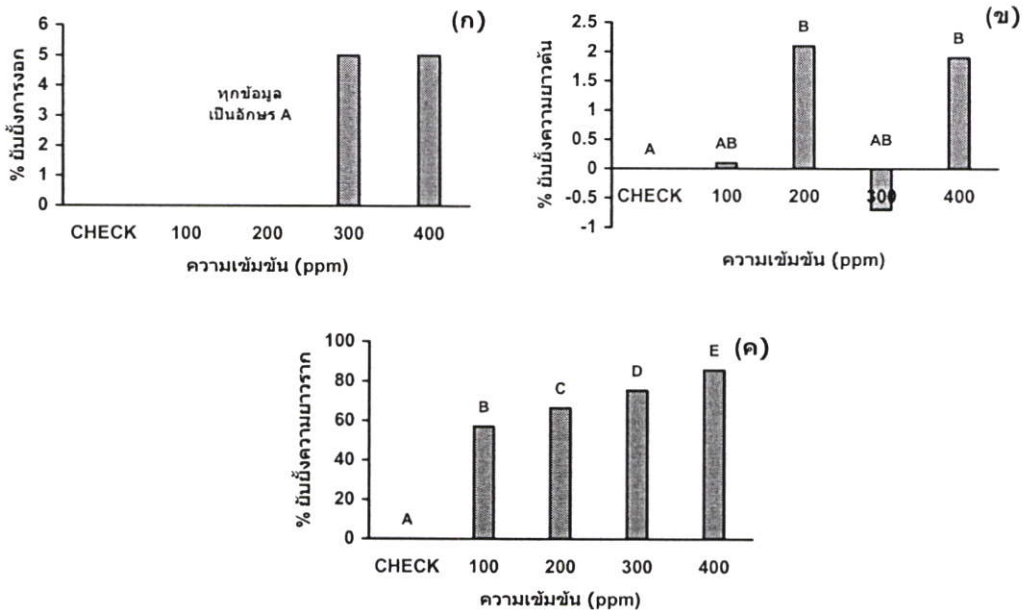 (ก)
% ยับยั้งการงอก
6
5
4
3
2
1
0
ทุกข้อมูล
เป็นอักษร A
CHECK 100 200 300 400
ความเข้มข้น (ppm)
(ข)
% ยับยั้งความยาวต้น
2.5
2
1.5
1
0.5
0
-0.5
-1
A AB B AB B
CHECK 100 200 300 400
ความเข้มข้น (ppm)
(ค)
% ยับยั้งความยาวราก
100
80
60
40
20
0
A B C D E
CHECK 100 200 300 400
ความเข้มข้น (ppm)